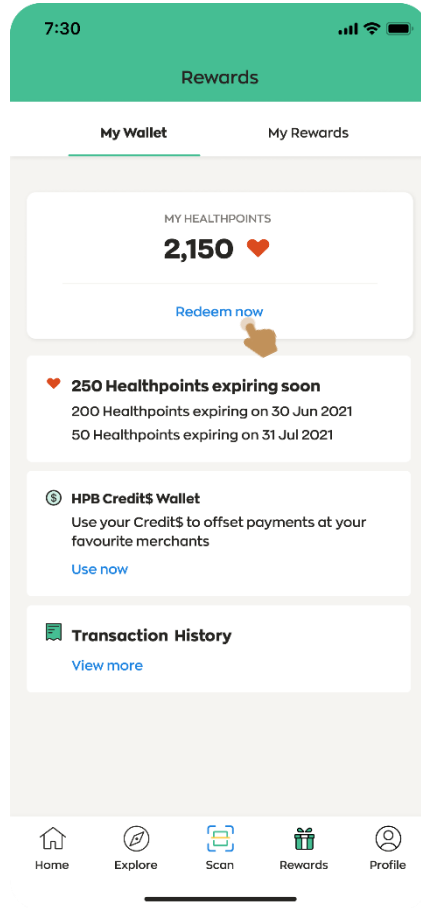 7:30
Rewards
My Wallet
My Rewards
MY HEALTHPOINTS
2,150
Redeem now
250 Healthpoints expiring soon
200 Healthpoints expiring on 30 Jun 2021
50 Healthpoints expiring on 31 Jul 2021
$ HPB Credit$ Wallet
Use your Credit$ to offset payments at your
favourite merchants
Use now
Transaction History
View more
Home
Explore
Scan
Rewards
Profile